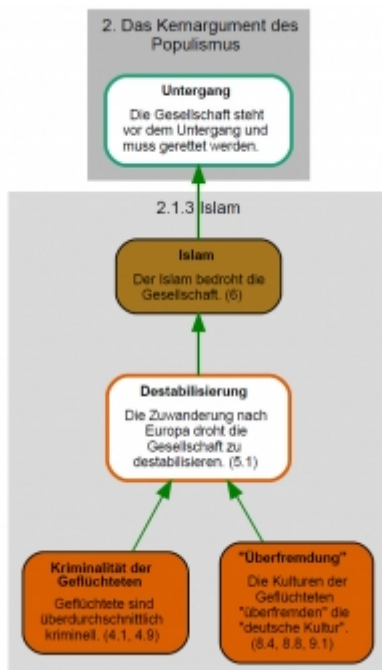 2. Das Kernargument des
Populismus
Untergang
Die Gesellschaft steht
vor dem Untergang und
muss gerettet werden.
2.1.3 Islam
Islam
Der Islam bedroht die
Gesellschaft. (6)
Destabilisierung
Die Zuwanderung nach
Europa droht die
Gesellschaft zu
destabilisieren. (5.1)
Kriminalität der
Geflüchteten
Geflüchtete sind
überdurchschnittlich
kriminell. (4.1, 4.9)
"Überfremdung"
Die Kulturen der
Geflüchteten
"überfremden" die
"deutsche Kultur".
(8.4, 8.8, 9.1)